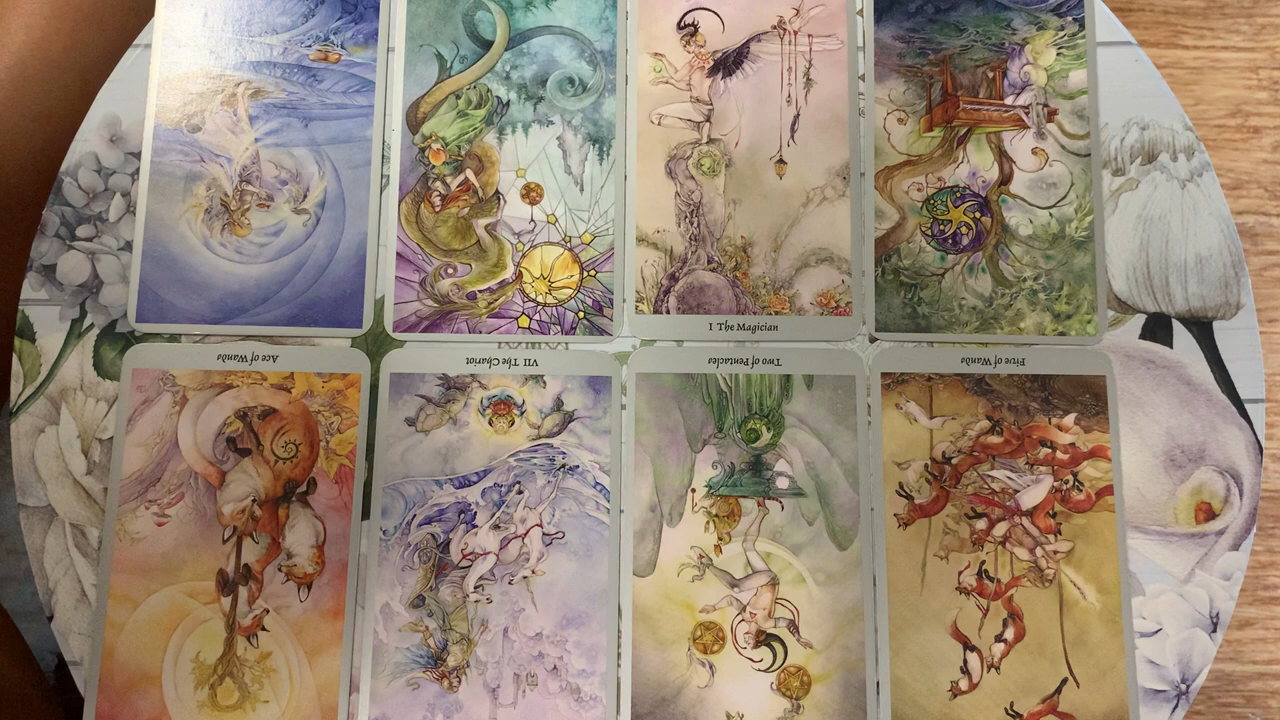 I The Magician
Ace of Wands
VII The Chariot
Two of Pentacles
Five of Wands